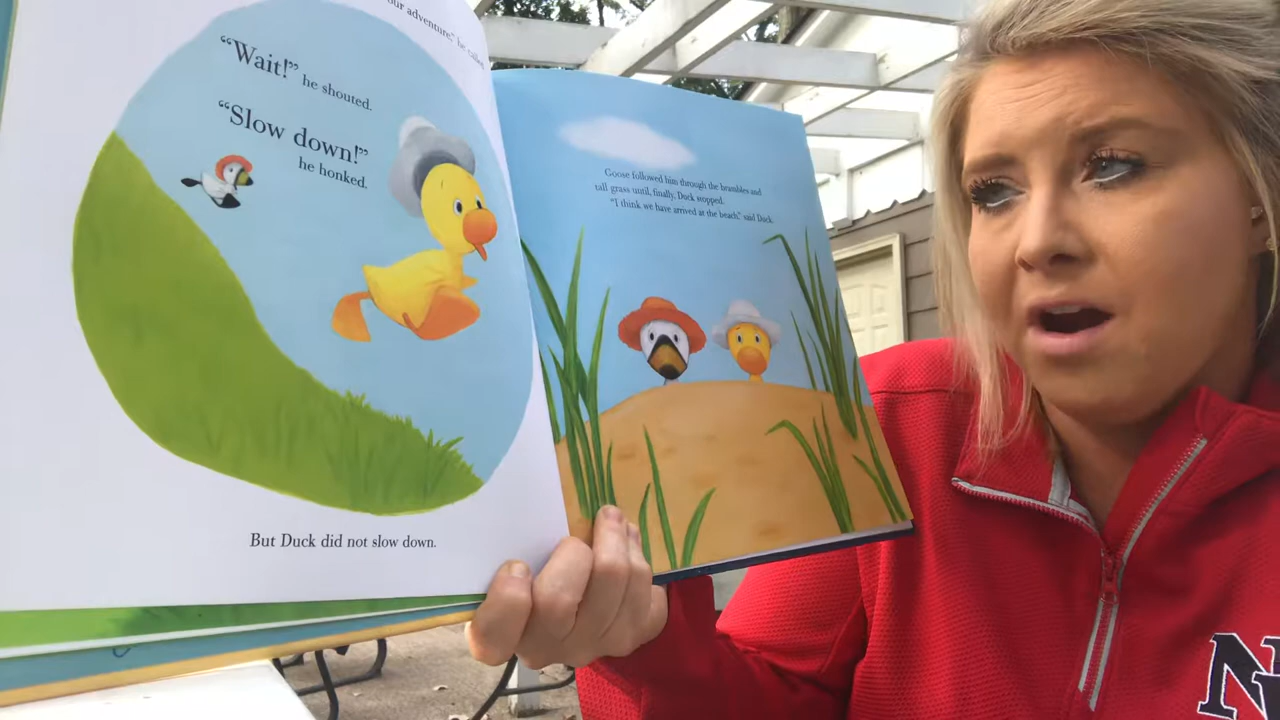 our adventure," he called
"Wait!" he shouted.
"Slow down!"
he honked.
But Duck did not slow down.
Goose followed him through the brambles and
tall grass until, finally, Duck stopped.
"I think we have arrived at the beach," said Duck.
N